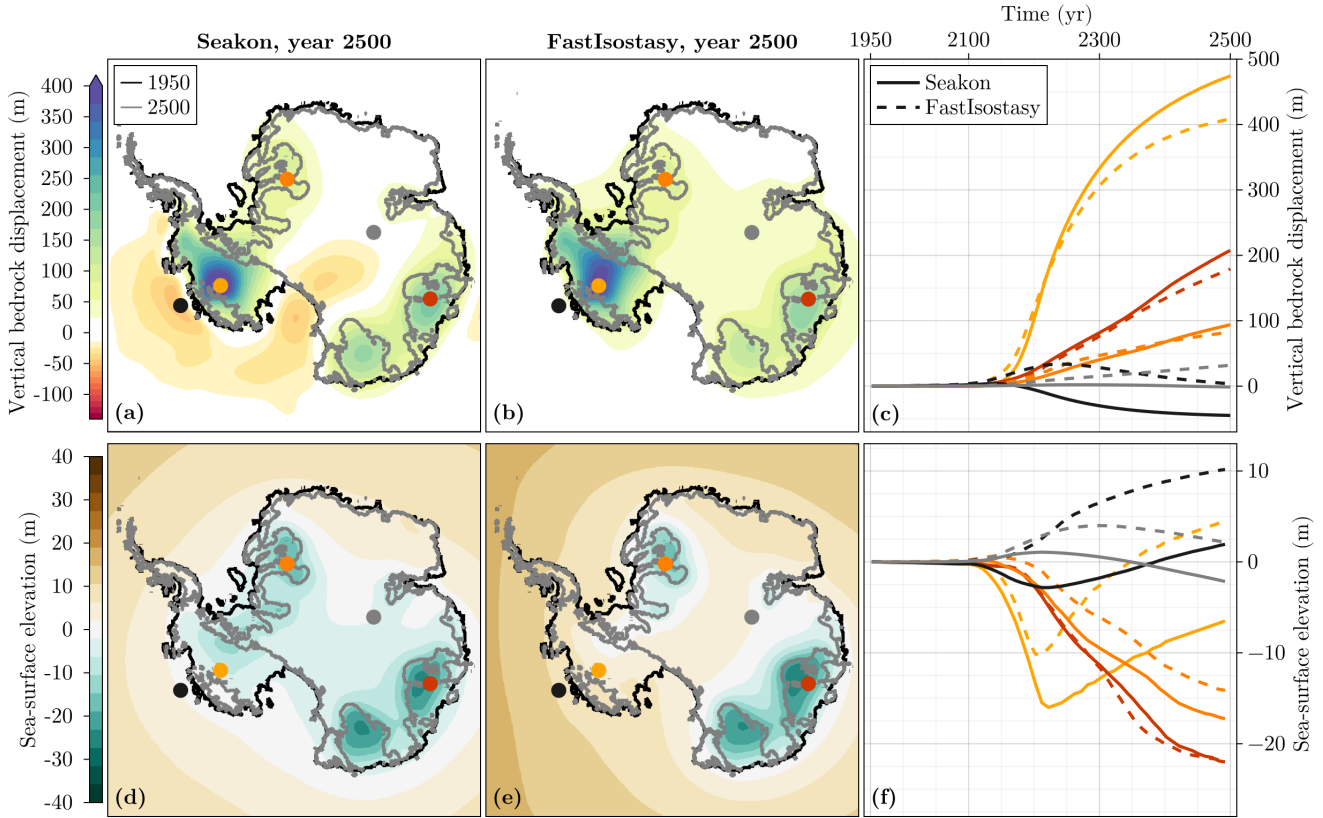 Time (yr)
1950 2100 2300 2500
Seakon, year 2500
FastIsostasy, year 2500
Vertical bedrock displacement (m)
400
350
300
250
200
150
100
50
0
-50
-100
1950
2500
(a)
(b)
Seakon
FastIsostasy
(c)
500
400
300
200
100
0
Vertical bedrock displacement (m)
Sea-surface elevation (m)
40
30
20
10
0
-10
-20
-30
-40
(d)
(e)
(f)
10
0
−10
−20
Sea-surface elevation (m)